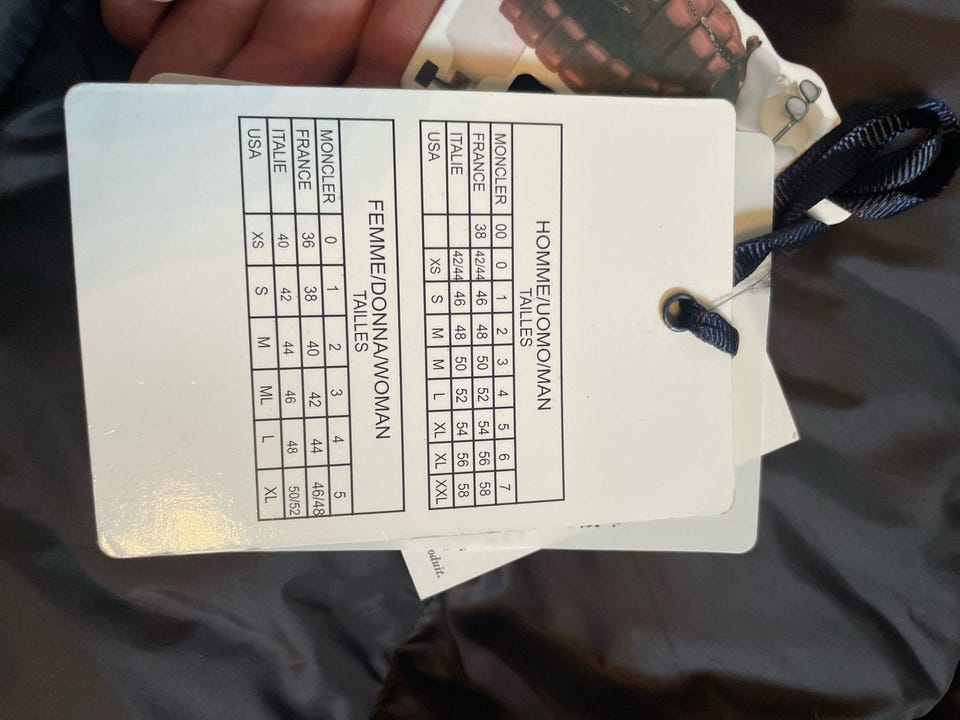 HOMME/UOMO/MAN
TAILLES
MONCLER 00 0 1 2 3 4 5 6 7
FRANCE 38 42/44 46 48 50 52 54 56 58
ITALIE 42/44 46 48 50 52 54 56 58
USA XS S M M L XL XL XXL
FEMME/DONNA/WOMAN
TAILLES
MONCLER 0 1 2 3 4 5
FRANCE 36 38 40 42 44 46/48
ITALIE 40 42 44 46 48 50/52
USA XS S M ML L XL
oduit.